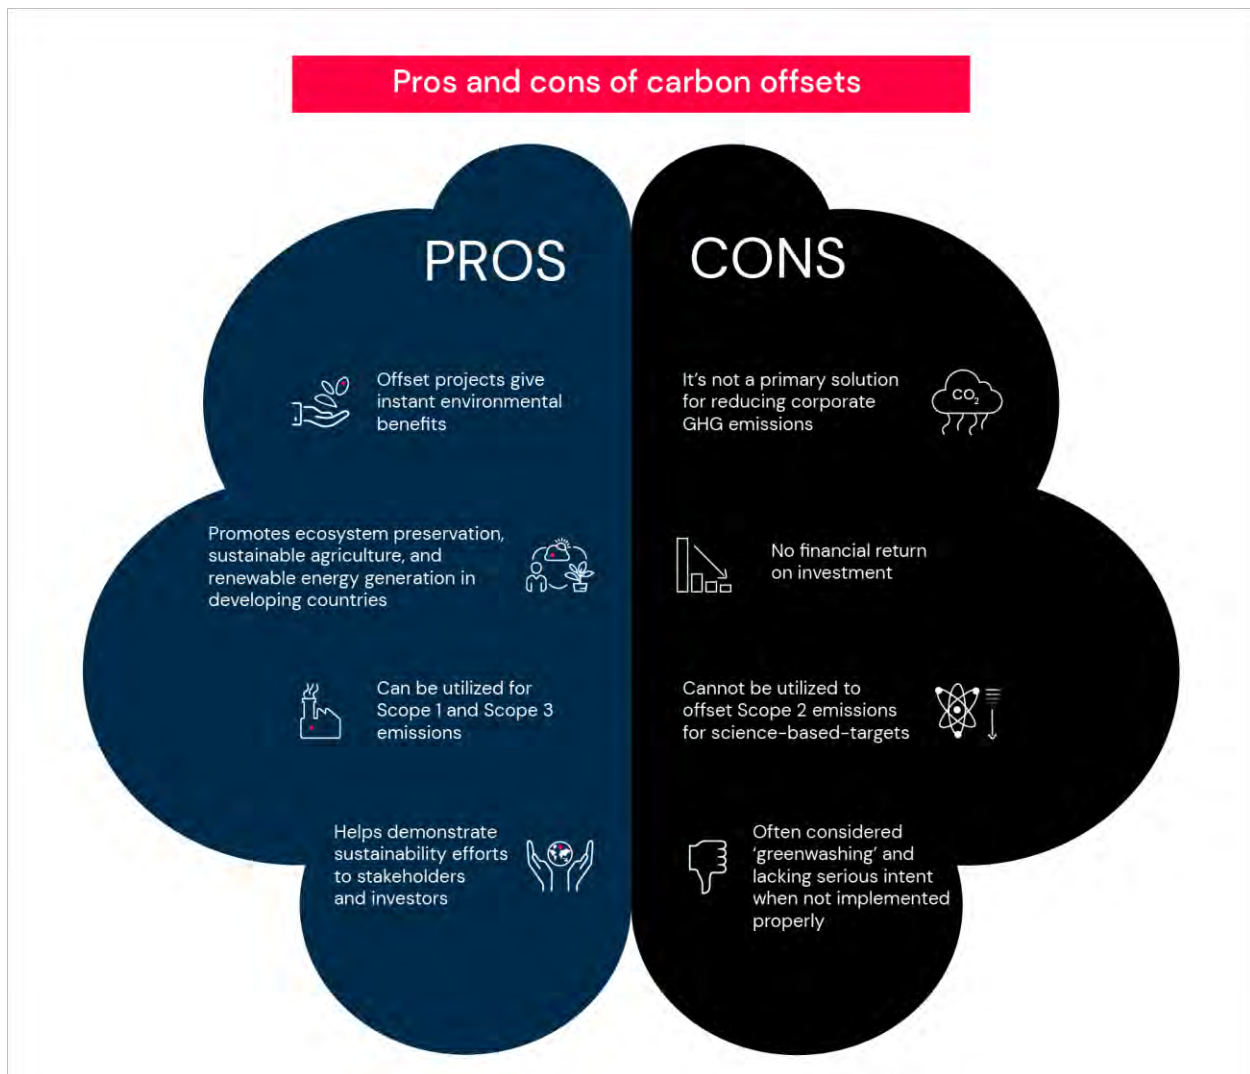 Pros and cons of carbon offsets
PROS
Offset projects give
instant environmental
benefits
Promotes ecosystem preservation,
sustainable agriculture, and
renewable energy generation in
developing countries
Can be utilized for
Scope 1 and Scope 3
emissions
Helps demonstrate
sustainability efforts
to stakeholders
and investors
CONS
It's not a primary solution
for reducing corporate
GHG emissions
CO₂
No financial return
on investment
Cannot be utilized to
offset Scope 2 emissions
for science-based-targets
Often considered
‘greenwashing’ and
lacking serious intent
when not implemented
properly